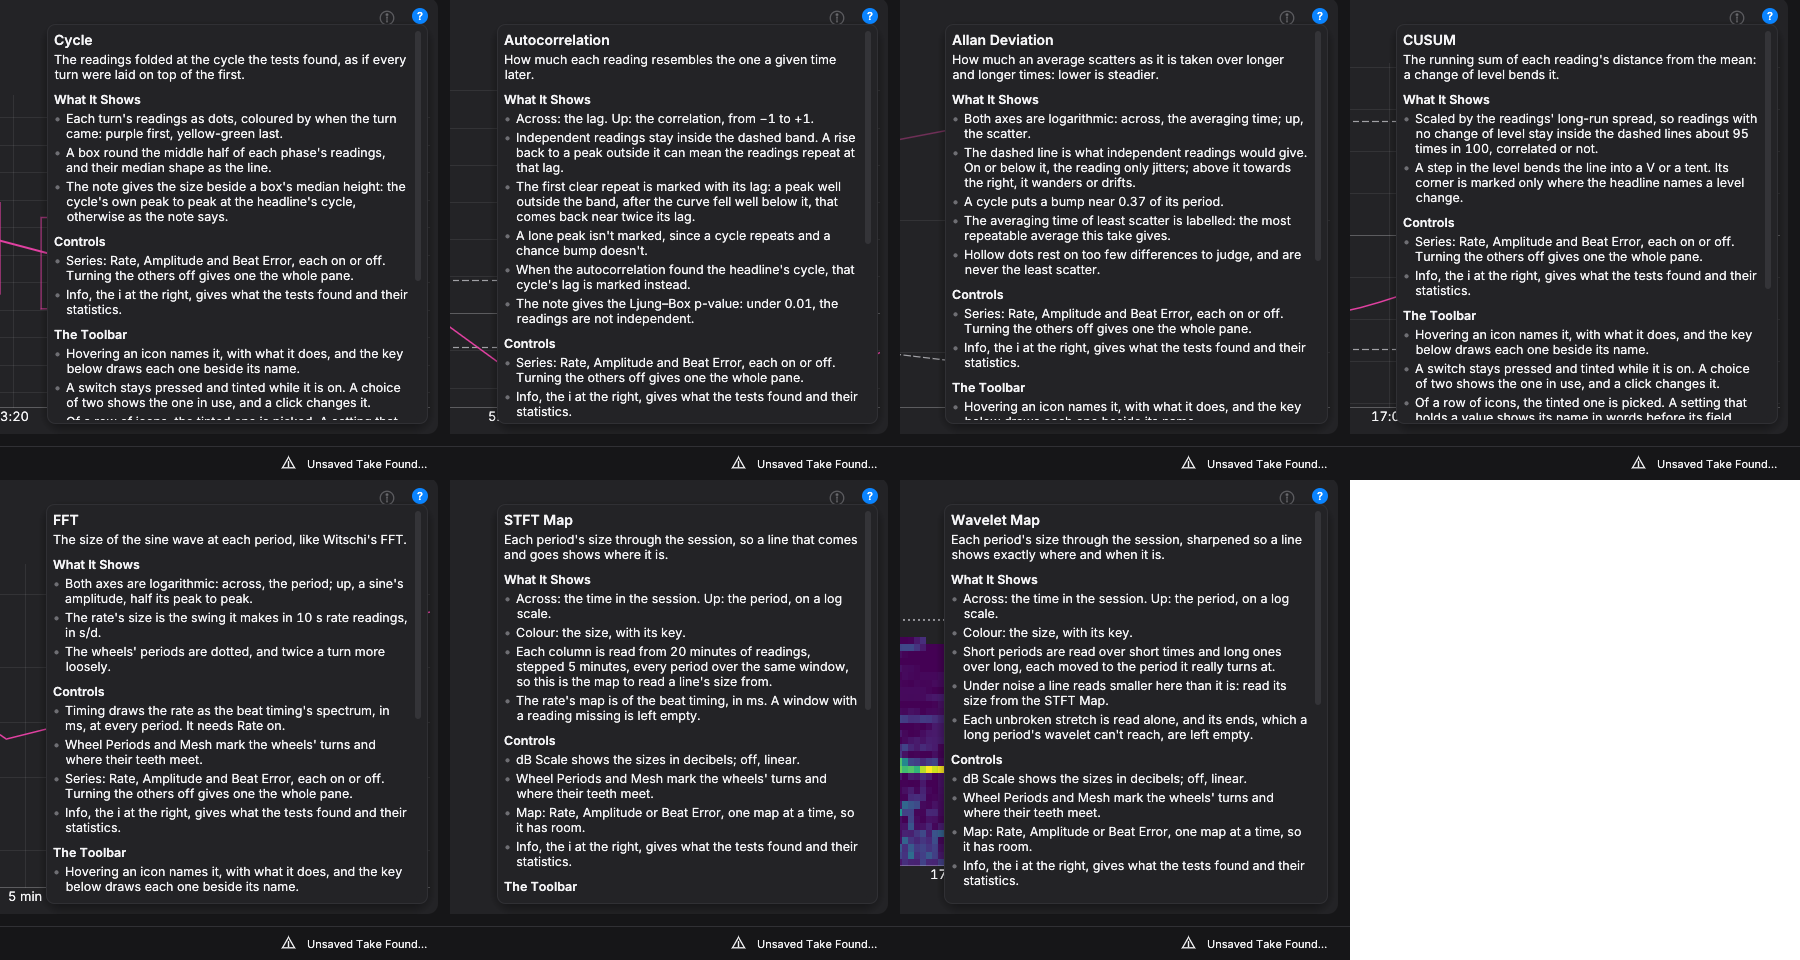 Cycle
The readings folded at the cycle the tests found, as if every
turn were laid on top of the first.
What It Shows
Each turn's readings as dots, coloured by when the turn
came: purple first, yellow-green last.
A box round the middle half of each phase's readings,
and their median shape as the line.
The note gives the size beside a box's median height: the
cycle's own peak to peak at the headline's cycle,
otherwise as the note says.
Controls
Series: Rate, Amplitude and Beat Error, each on or off.
Turning the others off gives one the whole pane.
Info, the i at the right, gives what the tests found and their
statistics.
The Toolbar
Hovering an icon names it, with what it does, and the key
below draws each one beside its name.
A switch stays pressed and tinted while it is on. A choice
of two shows the one in use, and a click changes it.
Of a row of icons, the tinted one is picked. A setting that
3:20
Unsaved Take Found...
Autocorrelation
How much each reading resembles the one a given time
later.
What It Shows
Across: the lag. Up: the correlation, from −1 to +1.
Independent readings stay inside the dashed band. A rise
back to a peak outside it can mean the readings repeat at
that lag.
The first clear repeat is marked with its lag: a peak well
outside the band, after the curve fell well below it, that
comes back near twice its lag.
A lone peak isn't marked, since a cycle repeats and a
chance bump doesn't.
When the autocorrelation found the headline's cycle, that
cycle's lag is marked instead.
The note gives the Ljung–Box p-value: under 0.01, the
readings are not independent.
Controls
Series: Rate, Amplitude and Beat Error, each on or off.
Turning the others off gives one the whole pane.
Info, the i at the right, gives what the tests found and their
statistics.
5
Unsaved Take Found...
Allan Deviation
How much an average scatters as it is taken over longer
and longer times: lower is steadier.
What It Shows
Both axes are logarithmic: across, the averaging time; up,
the scatter.
The dashed line is what independent readings would give.
On or below it, the reading only jitters; above it towards
the right, it wanders or drifts.
A cycle puts a bump near 0.37 of its period.
The averaging time of least scatter is labelled: the most
repeatable average this take gives.
Hollow dots rest on too few differences to judge, and are
never the least scatter.
Controls
Series: Rate, Amplitude and Beat Error, each on or off.
Turning the others off gives one the whole pane.
Info, the i at the right, gives what the tests found and their
statistics.
The Toolbar
Hovering an icon names it, with what it does, and the key
below draws each one beside its name.
Unsaved Take Found...
CUSUM
The running sum of each reading's distance from the mean:
a change of level bends it.
What It Shows
Scaled by the readings' long-run spread, so readings with
no change of level stay inside the dashed lines about 95
times in 100, correlated or not.
A step in the level bends the line into a V or a tent. Its
corner is marked only where the headline names a level
change.
Controls
Series: Rate, Amplitude and Beat Error, each on or off.
Turning the others off gives one the whole pane.
Info, the i at the right, gives what the tests found and their
statistics.
The Toolbar
Hovering an icon names it, with what it does, and the key
below draws each one beside its name.
A switch stays pressed and tinted while it is on. A choice
of two shows the one in use, and a click changes it.
Of a row of icons, the tinted one is picked. A setting that
holds a value shows its name in words before its field.
17:0
Unsaved Take Found...
FFT
The size of the sine wave at each period, like Witschi's FFT.
What It Shows
Both axes are logarithmic: across, the period; up, a sine's
amplitude, half its peak to peak.
The rate's size is the swing it makes in 10 s rate readings,
in s/d.
The wheels' periods are dotted, and twice a turn more
loosely.
Controls
Timing draws the rate as the beat timing's spectrum, in
ms, at every period. It needs Rate on.
Wheel Periods and Mesh mark the wheels' turns and
where their teeth meet.
Series: Rate, Amplitude and Beat Error, each on or off.
Turning the others off gives one the whole pane.
Info, the i at the right, gives what the tests found and their
statistics.
The Toolbar
Hovering an icon names it, with what it does, and the key
below draws each one beside its name.
5 min
Unsaved Take Found...
STFT Map
Each period's size through the session, so a line that comes
and goes shows where it is.
What It Shows
Across: the time in the session. Up: the period, on a log
scale.
Colour: the size, with its key.
Each column is read from 20 minutes of readings,
stepped 5 minutes, every period over the same window,
so this is the map to read a line's size from.
The rate's map is of the beat timing, in ms. A window with
a reading missing is left empty.
Controls
dB Scale shows the sizes in decibels; off, linear.
Wheel Periods and Mesh mark the wheels' turns and
where their teeth meet.
Map: Rate, Amplitude or Beat Error, one map at a time, so
it has room.
Info, the i at the right, gives what the tests found and their
statistics.
The Toolbar
Unsaved Take Found...
Wavelet Map
Each period's size through the session, sharpened so a line
shows exactly where and when it is.
What It Shows
Across: the time in the session. Up: the period, on a log
scale.
Colour: the size, with its key.
Short periods are read over short times and long ones
over long, each moved to the period it really turns at.
Under noise a line reads smaller here than it is: read its
size from the STFT Map.
Each unbroken stretch is read alone, and its ends, which a
long period's wavelet can't reach, are left empty.
Controls
dB Scale shows the sizes in decibels; off, linear.
Wheel Periods and Mesh mark the wheels' turns and
where their teeth meet.
Map: Rate, Amplitude or Beat Error, one map at a time, so
it has room.
Info, the i at the right, gives what the tests found and their
statistics.
17
Unsaved Take Found...